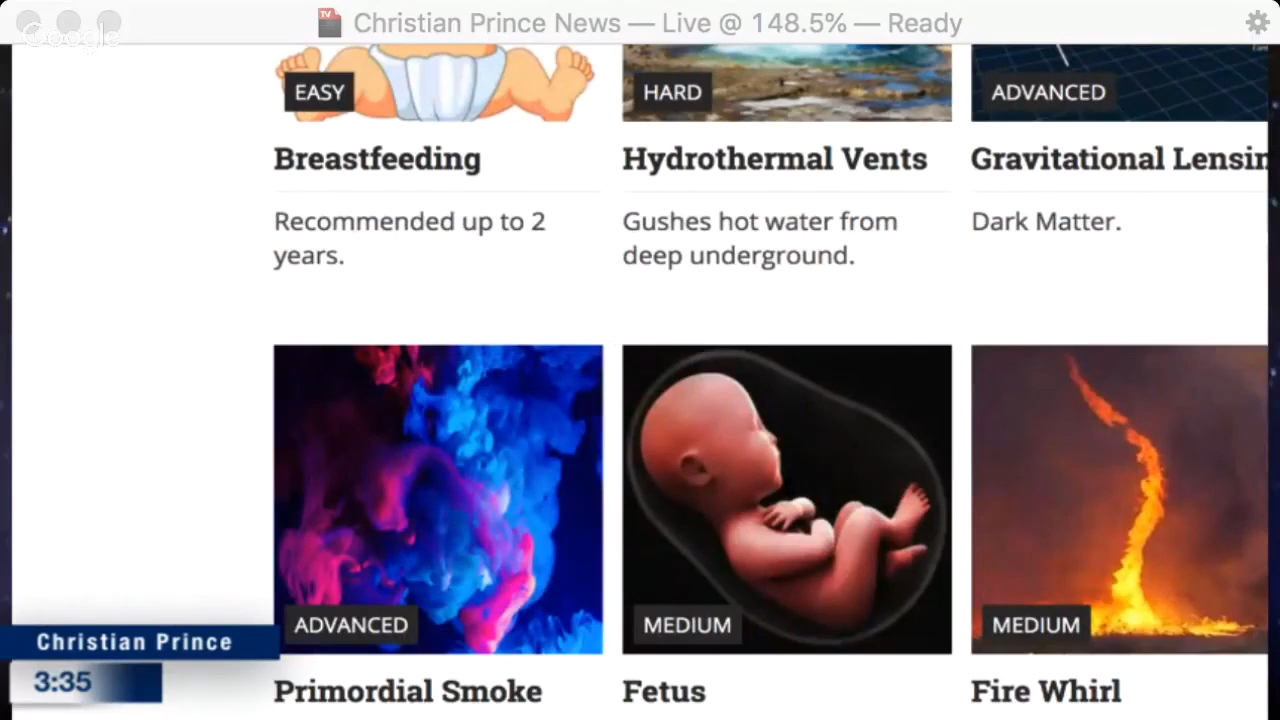 Christian Prince News — Live @ 148.5% — Ready
Google
EASY
HARD
ADVANCED
Breastfeeding
Hydrothermal Vents
Gravitational Lensin
Recommended up to 2
years.
Gushes hot water from
deep underground.
Dark Matter.
ADVANCED
MEDIUM
MEDIUM
Primordial Smoke
Fetus
Fire Whirl
Christian Prince
3:35